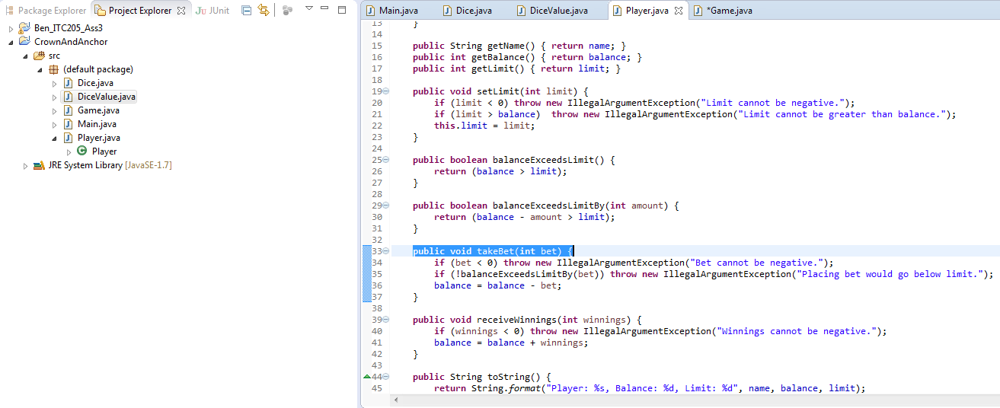 Package Explorer Project Explorer JUnit
Ben_ITC205_Ass3
CrownAndAnchor
src
(default package)
Dice.java
DiceValue.java
Game.java
Main.java
Player.java
Player
JRE System Library [JavaSE-1.7]
Main.java Dice.java DiceValue.java Player.java *Game.java
13 }
14
15 public String getName() { return name; }
16 public int getBalance() { return balance; }
17 public int getLimit() { return limit; }
18
19 public void setLimit(int limit) {
20 if (limit < 0) throw new IllegalArgumentException("Limit cannot be negative.");
21 if (limit > balance)  throw new IllegalArgumentException("Limit cannot be greater than balance.");
22 this.limit = limit;
23 }
24
25 public boolean balanceExceedsLimit() {
26 return (balance > limit);
27 }
28
29 public boolean balanceExceedsLimitBy(int amount) {
30 return (balance - amount > limit);
31 }
32
33 public void takeBet(int bet) {
34 if (bet < 0) throw new IllegalArgumentException("Bet cannot be negative.");
35 if (!balanceExceedsLimitBy(bet)) throw new IllegalArgumentException("Placing bet would go below limit.");
36 balance = balance - bet;
37 }
38
39 public void receiveWinnings(int winnings) {
40 if (winnings < 0) throw new IllegalArgumentException("Winnings cannot be negative.");
41 balance = balance + winnings;
42 }
43
44 public String toString() {
45 return String.format("Player: %s, Balance: %d, Limit: %d", name, balance, limit);